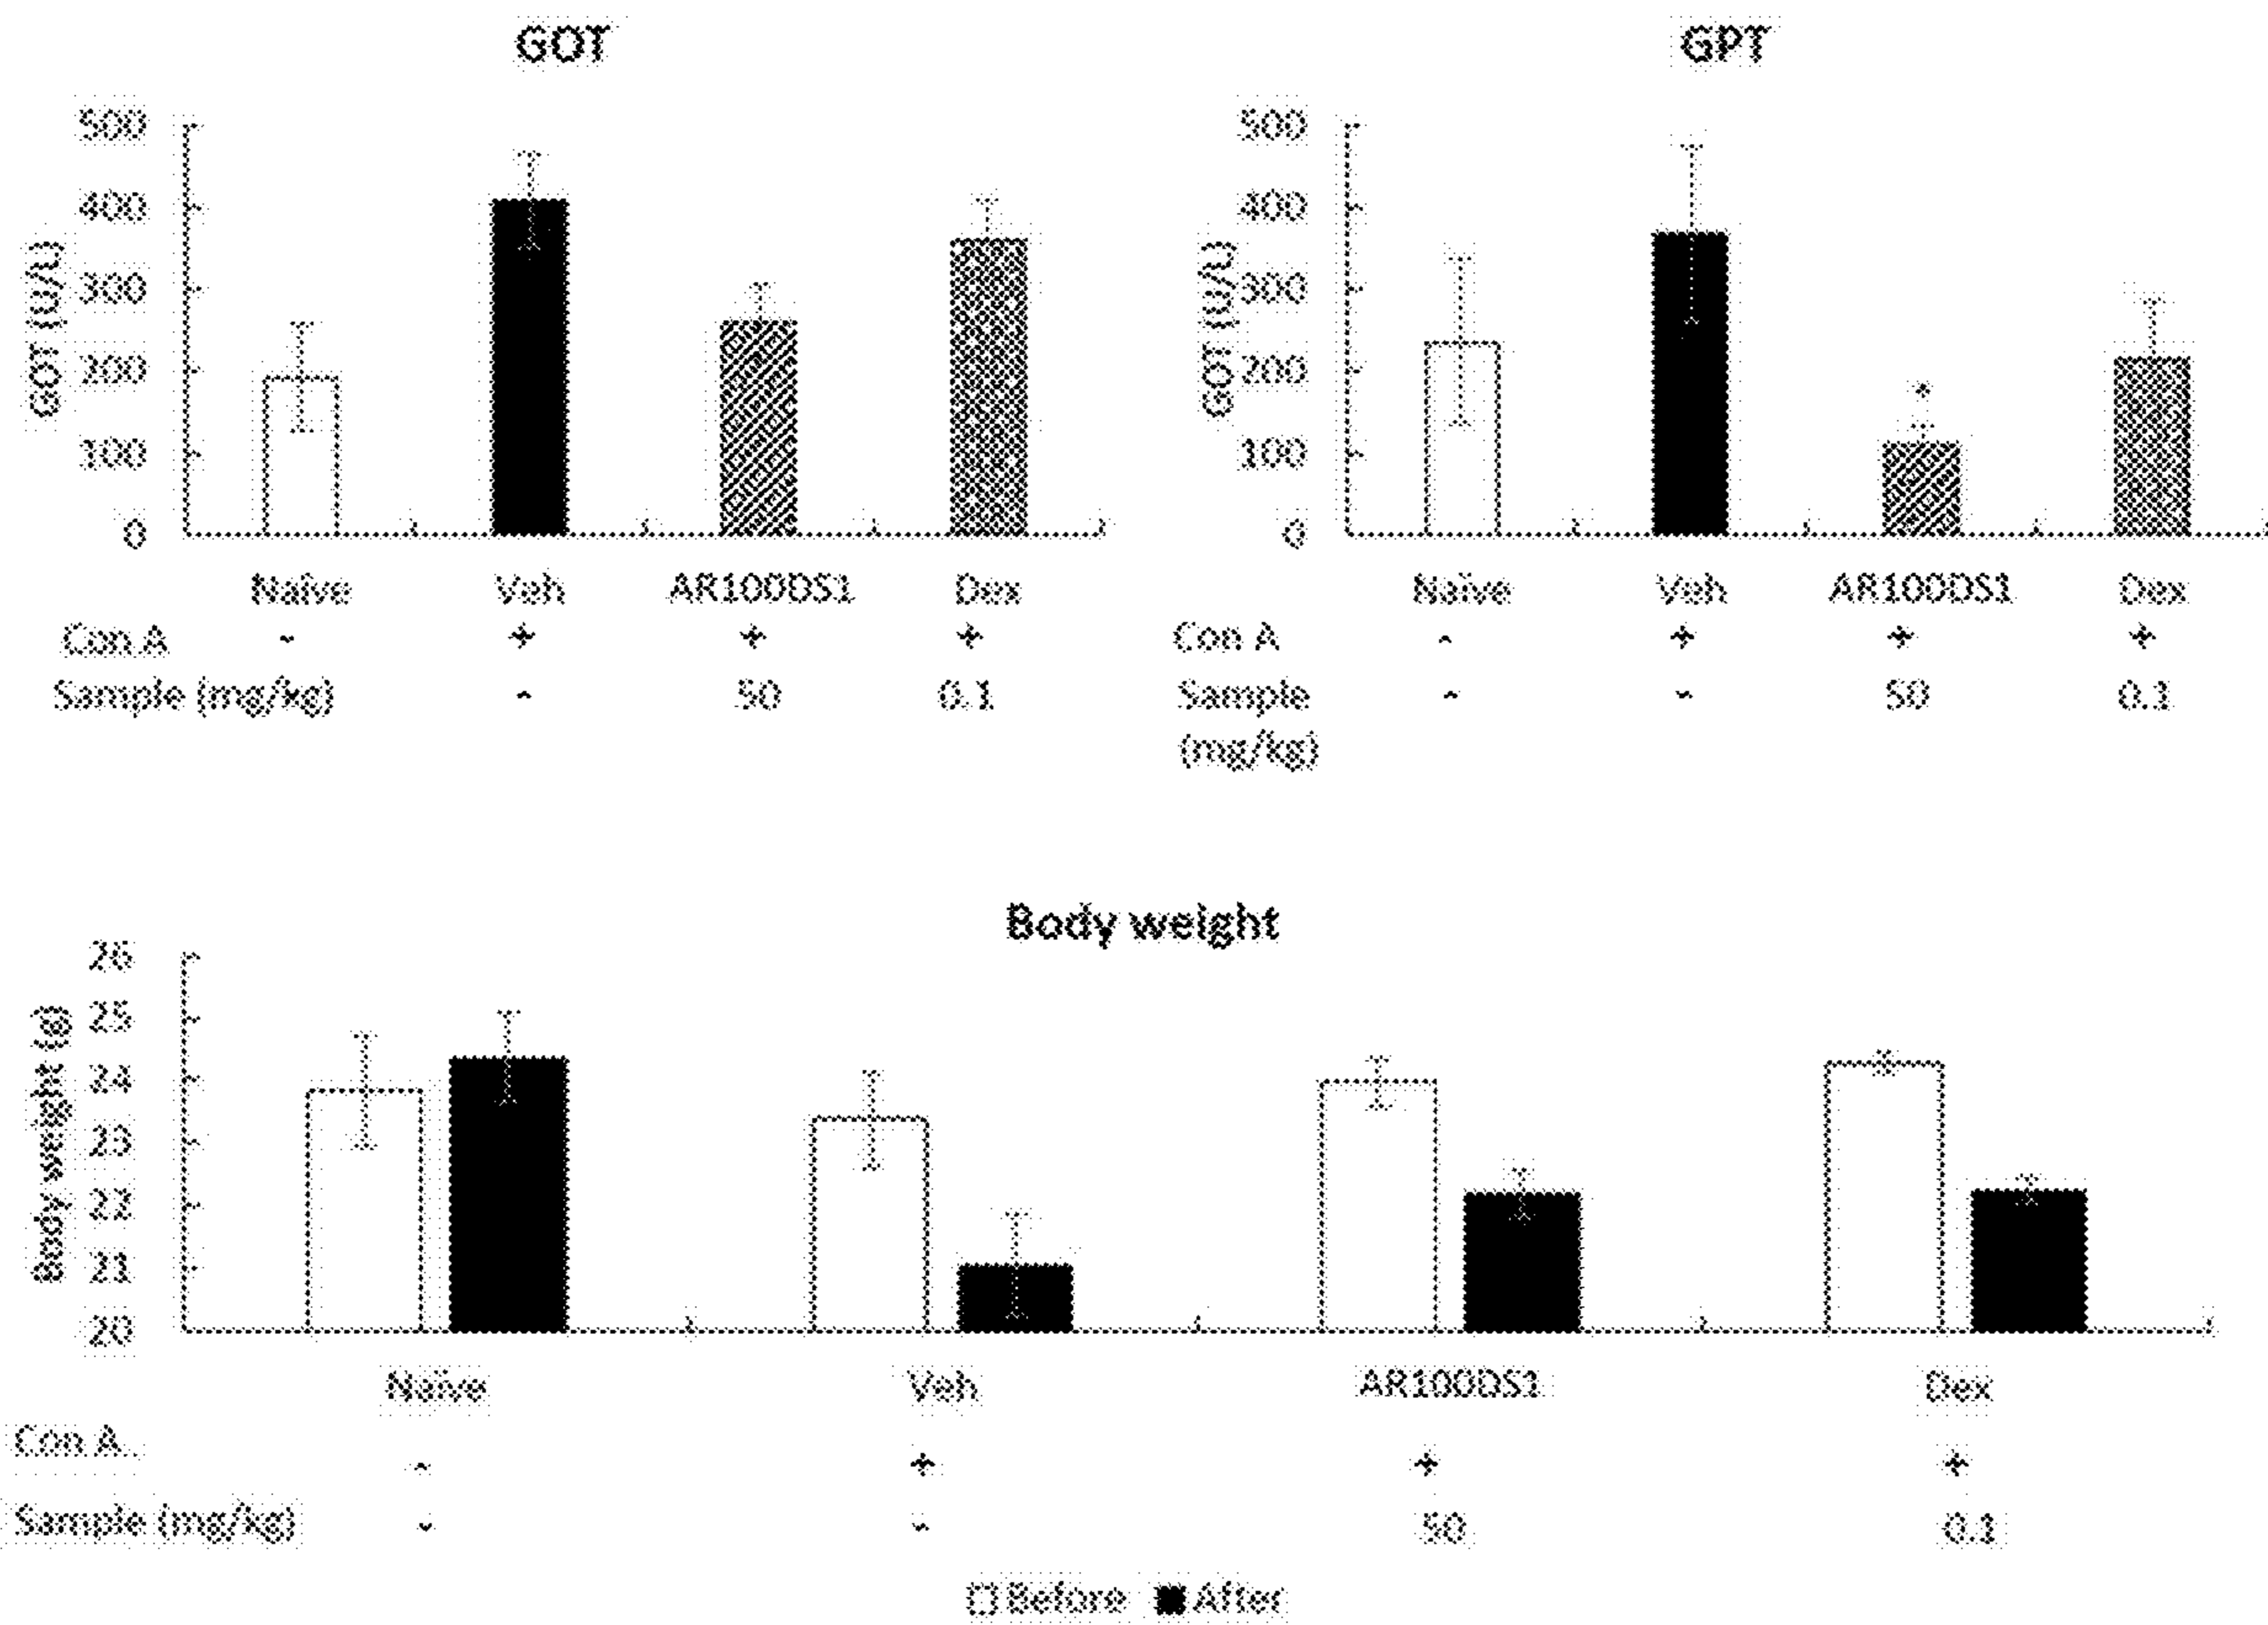 GOT
GOT (u/L)
500
400
300
200
100
0
Naïve Veh AR100DS1 Dex
Con A - + + +
Sample (mg/kg) - 50 0.1
GPT
GOT (u/L)
500
400
300
200
100
0
Naïve Veh AR100DS1 Dex
Con A - + + +
Sample - - 50 0.1
(mg/kg)
*
Body weight
Body weight (g)
26
25
24
23
22
21
20
Naïve Veh AR100DS1 Dex
Con A - + + +
Sample (mg/kg) - - 50 0.1
Before After